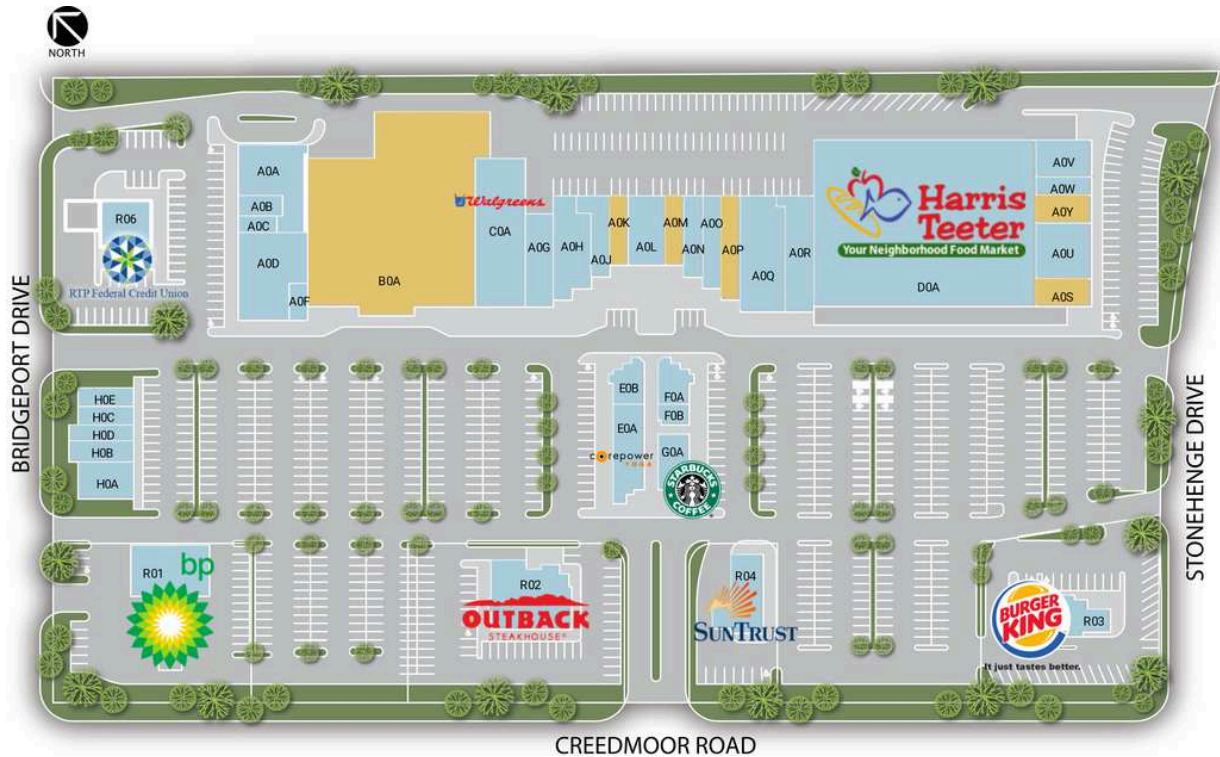 NORTH
A0A
A0B
A0C
A0D
A0F
B0A
Walgreens
C0A
A0G
A0H
A0J
A0K
A0L
A0M
A0N
A0O
A0P
A0Q
A0R
Harris
Teeter
Your Neighborhood Food Market
D0A
A0V
A0W
A0Y
A0U
A0S
R06
RTP Federal Credit Union
BRIDGEPORT DRIVE
STONEHENGE DRIVE
H0E
H0C
H0D
H0B
H0A
E0B
E0A
corepower
YOGA
F0A
F0B
G0A
STARBUCKS
COFFEE
R01
bp
R02
OUTBACK
STEAKHOUSE®
R04
SUNTRUST
BURGER
KING
R03
It just tastes better.
CREEDMOOR ROAD